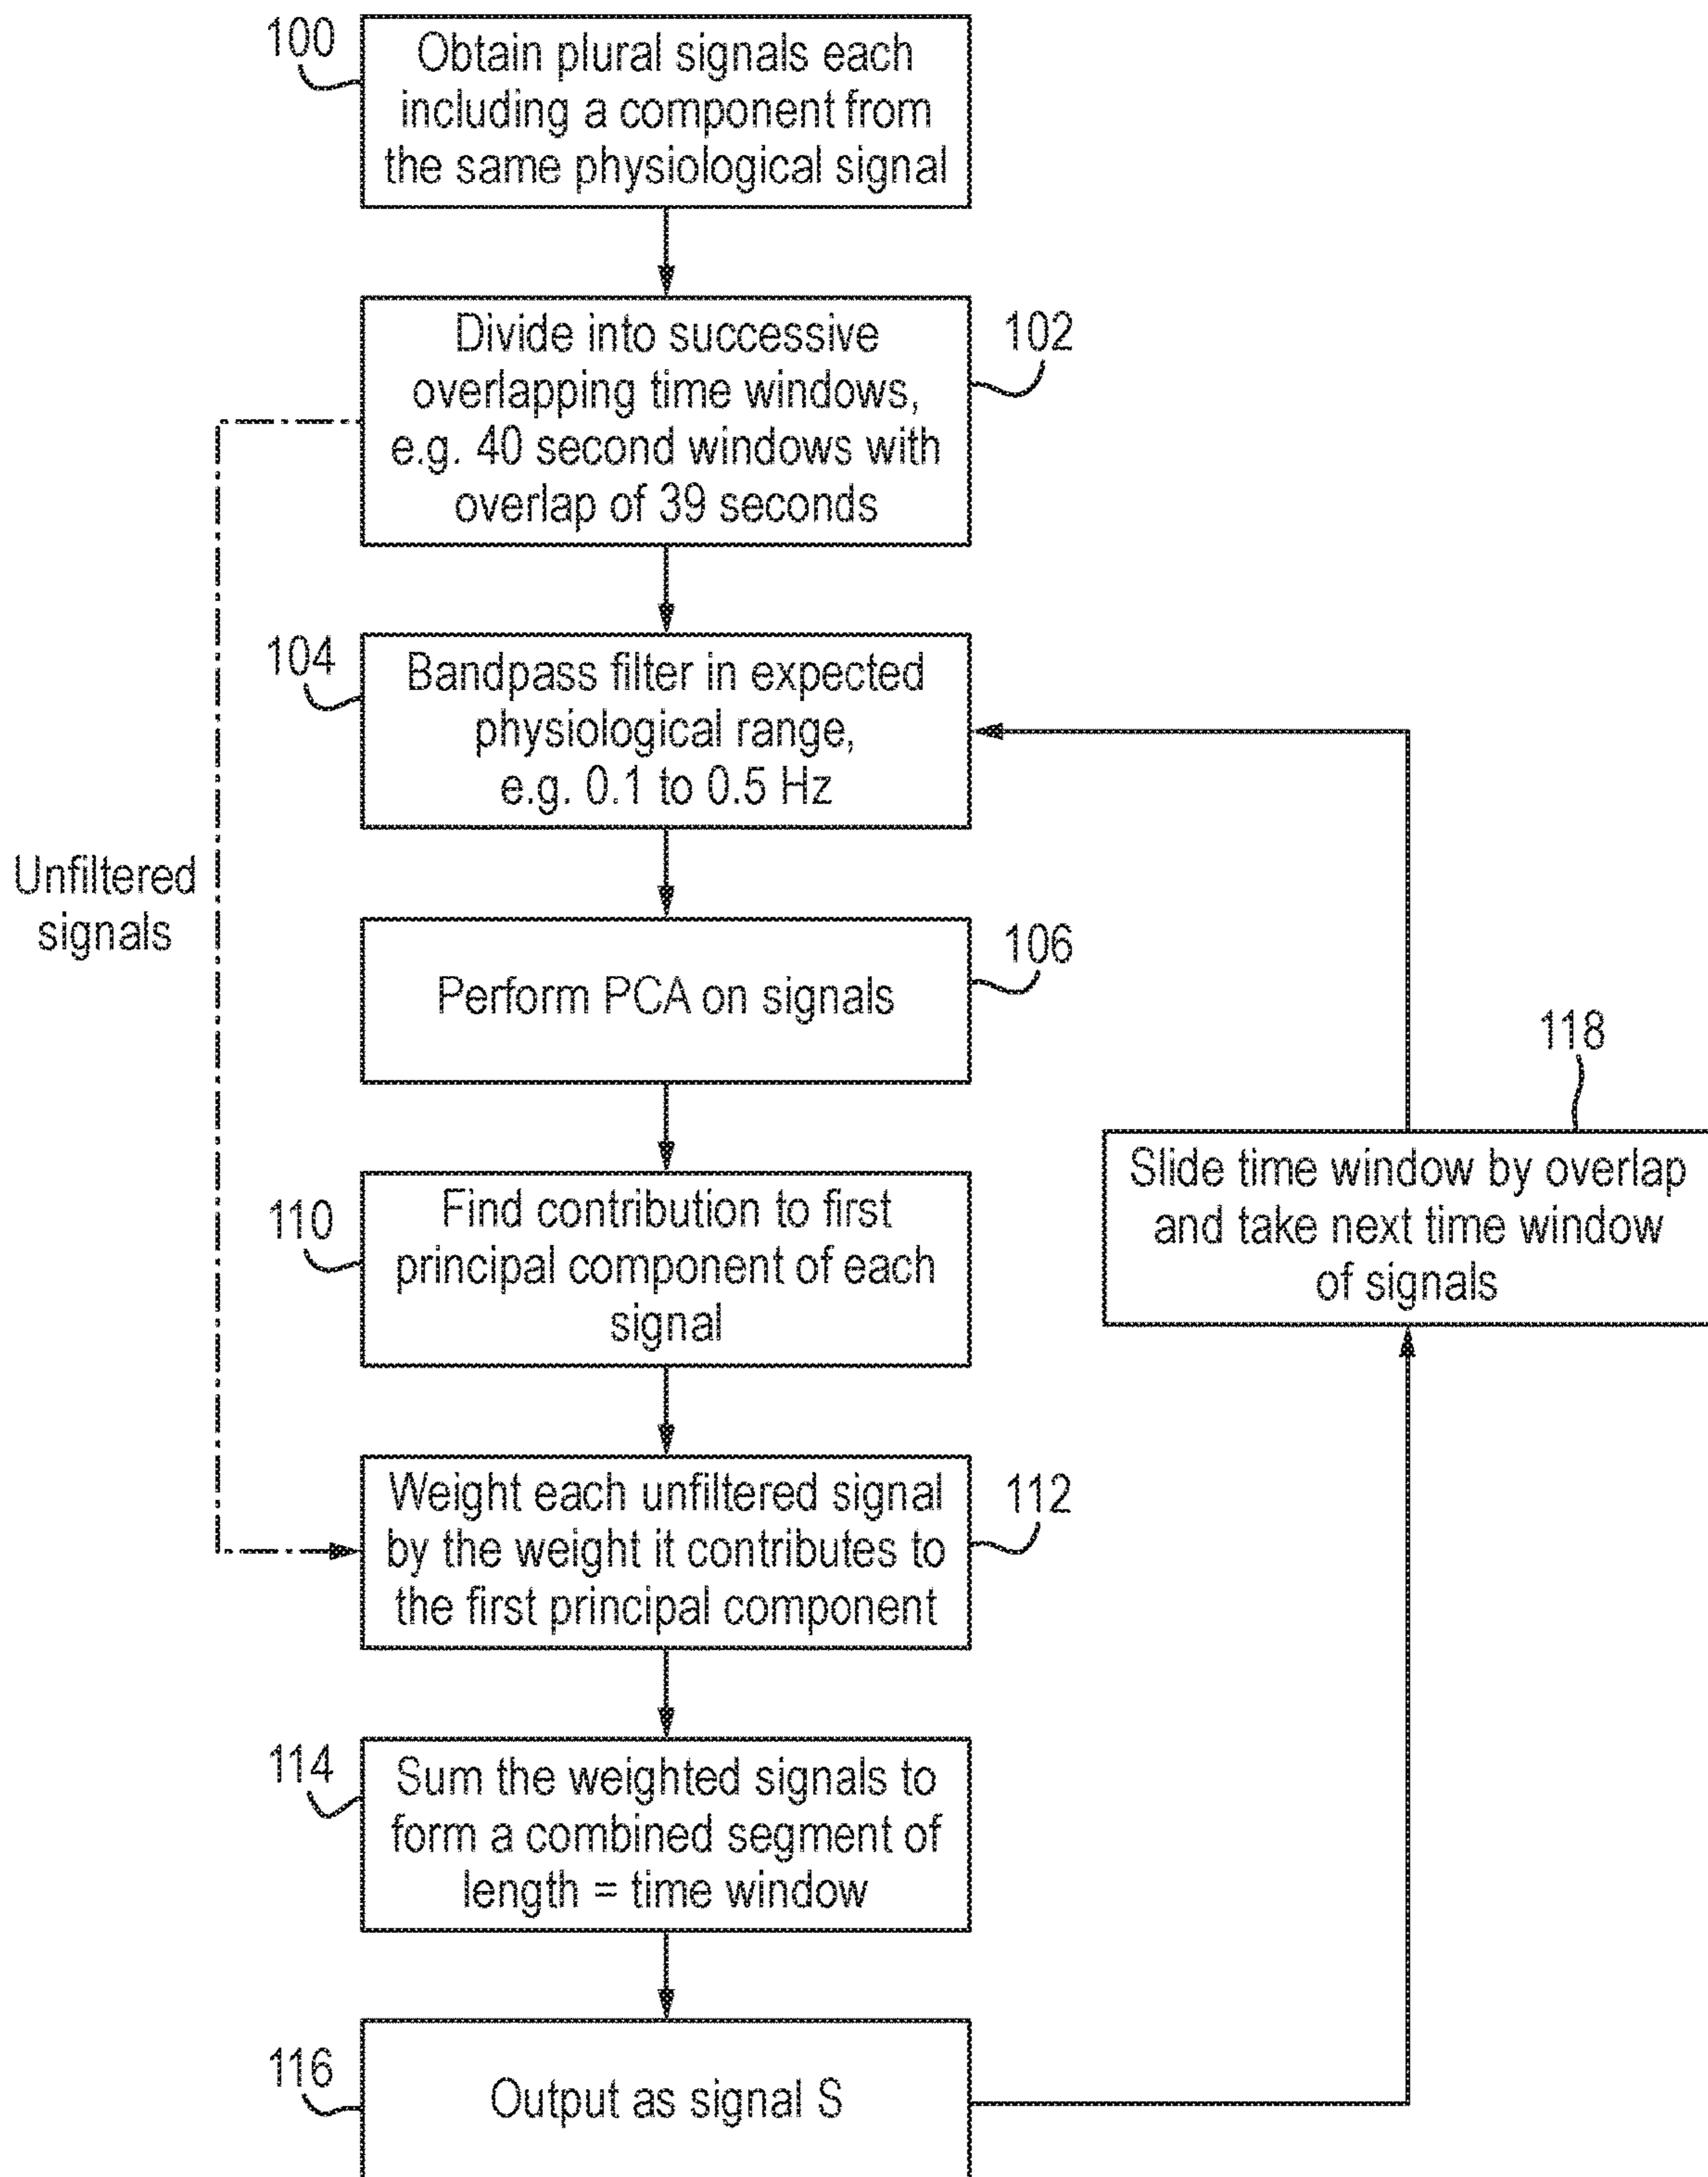 100
Obtain plural signals each
including a component from
the same physiological signal
Divide into successive
overlapping time windows,
e.g. 40 second windows with
overlap of 39 seconds
102
104
Bandpass filter in expected
physiological range,
e.g. 0.1 to 0.5 Hz
Unfiltered
signals
Perform PCA on signals
106
118
Slide time window by overlap
and take next time window
of signals
110
Find contribution to first
principal component of each
signal
Weight each unfiltered signal
by the weight it contributes to
the first principal component
112
114
Sum the weighted signals to
form a combined segment of
length = time window
116
Output as signal S